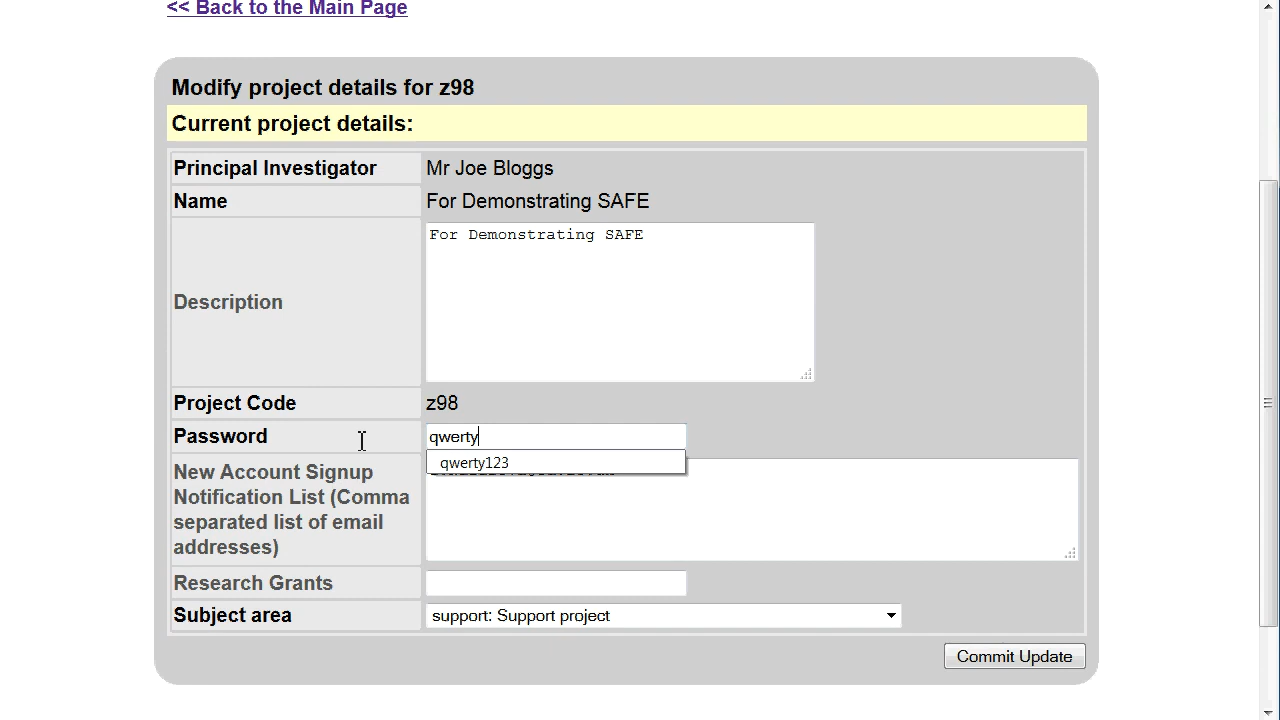 << Back to the Main Page
Modify project details for z98
Current project details:
Principal Investigator
Mr Joe Bloggs
Name
For Demonstrating SAFE
Description
For Demonstrating SAFE
Project Code
z98
Password
qwerty
qwerty123
New Account Signup
Notification List (Comma
separated list of email
addresses)
Research Grants
Subject area
support: Support project
Commit Update